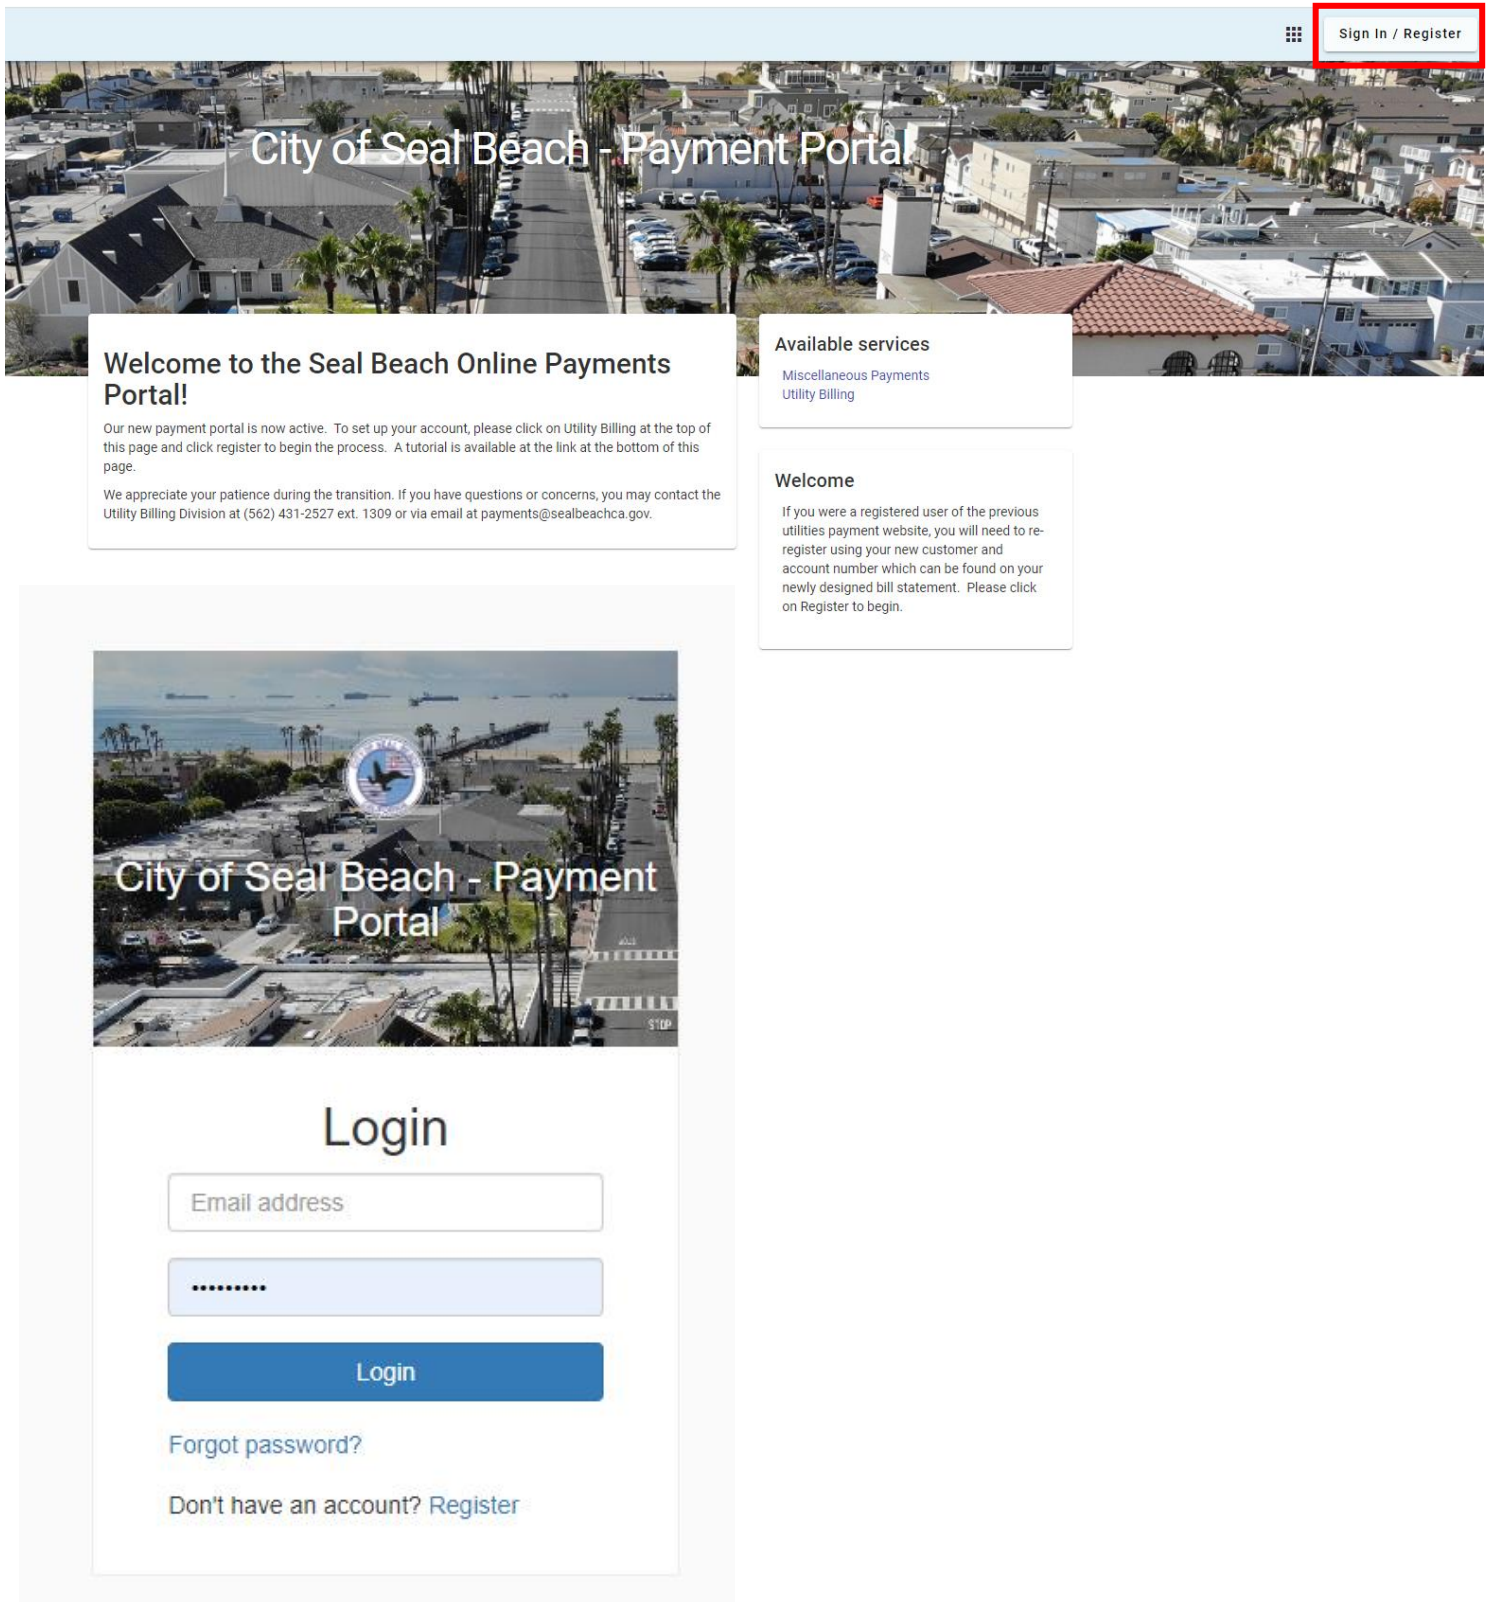 Sign In / Register
City of Seal Beach - Payment Portal
Welcome to the Seal Beach Online Payments
Portal!
Our new payment portal is now active.  To set up your account, please click on Utility Billing at the top of
this page and click register to begin the process.  A tutorial is available at the link at the bottom of this
page.
We appreciate your patience during the transition. If you have questions or concerns, you may contact the
Utility Billing Division at (562) 431-2527 ext. 1309 or via email at payments@sealbeachca.gov.
Available services
Miscellaneous Payments
Utility Billing
Welcome
If you were a registered user of the previous
utilities payment website, you will need to re-
register using your new customer and
account number which can be found on your
newly designed bill statement.  Please click
on Register to begin.
City of Seal Beach - Payment
Portal
STOP
Login
Email address
•••••••••
Login
Forgot password?
Don't have an account? Register